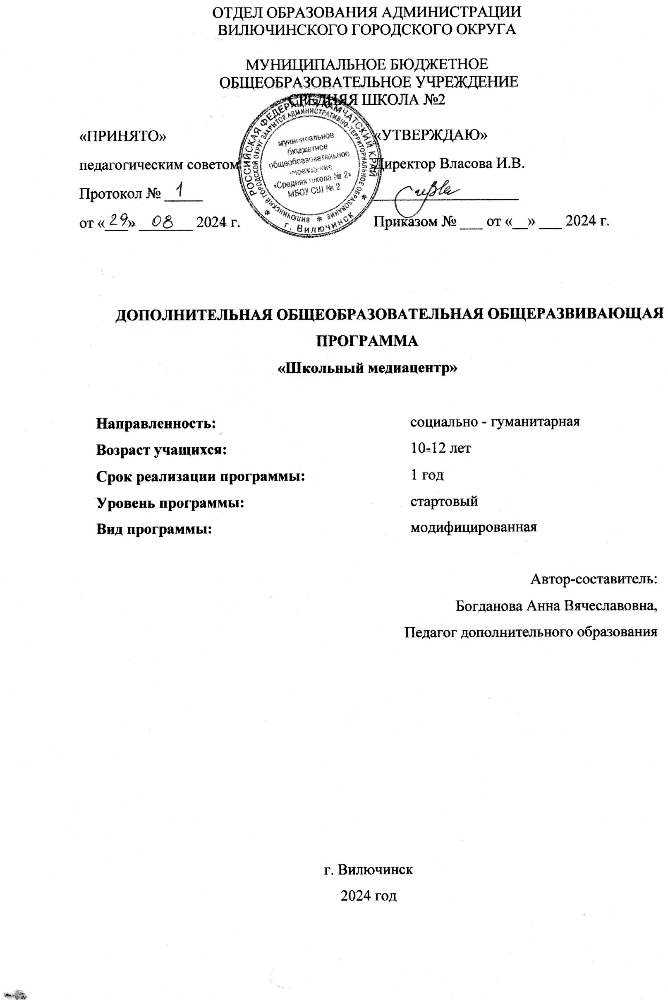 ОТДЕЛ ОБРАЗОВАНИЯ АДМИНИСТРАЦИИ
ВИЛЮЧИНСКОГО ГОРОДСКОГО ОКРУГА
МУНИЦИПАЛЬНОЕ БЮДЖЕТНОЕ
ОБЩЕОБРАЗОВАТЕЛЬНОЕ УЧРЕЖДЕНИЕ
СРЕДНЯЯ ШКОЛА №2
«ПРИНЯТО»
педагогическим советом
Протокол № 1
от «29» 08 2024 г.
РОССИЙСКАЯ ФЕДЕРАЦИЯ КАМЧАТСКИЙ КРАЙ
г. Вилючинск
ВИЛЮЧИНСКИЙ ГОРОДСКОЙ ОКРУГ ЗАКРЫТОЕ АДМИНИСТРАТИВНО-ТЕРРИТОРИАЛЬНОЕ ОБРАЗОВАНИЕ
муниципальное
бюджетное
общеобразовательное
учреждение
«Средняя школа № 2»
МБОУ СШ № 2
«УТВЕРЖДАЮ»
Директор Власова И.В.
Приказом № ___ от «__» ___ 2024 г.
ДОПОЛНИТЕЛЬНАЯ ОБЩЕОБРАЗОВАТЕЛЬНАЯ ОБЩЕРАЗВИВАЮЩАЯ
ПРОГРАММА
«Школьный медиацентр»
Направленность: социально - гуманитарная
Возраст учащихся: 10-12 лет
Срок реализации программы: 1 год
Уровень программы: стартовый
Вид программы: модифицированная
Автор-составитель:
Богданова Анна Вячеславовна,
Педагог дополнительного образования
г. Вилючинск
2024 год